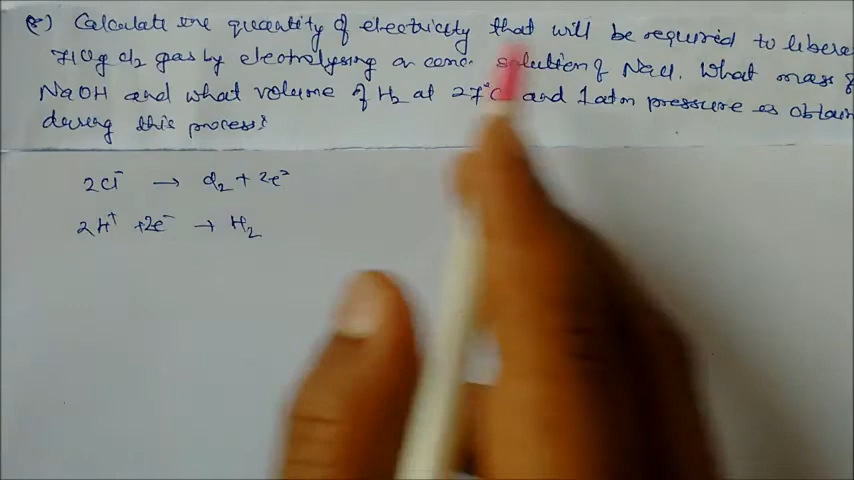 Q) Calculate the quantity of electricity that will be required to libera
710g Cl2 gas by electrolysing a conc. solution of NaCl. What mass of
NaOH and what volume of H2 at 27°C and 1 atm pressure is obtain
during this process?
2Cl⁻ → Cl2 + 2e⁻
2H⁺ + 2e⁻ → H2